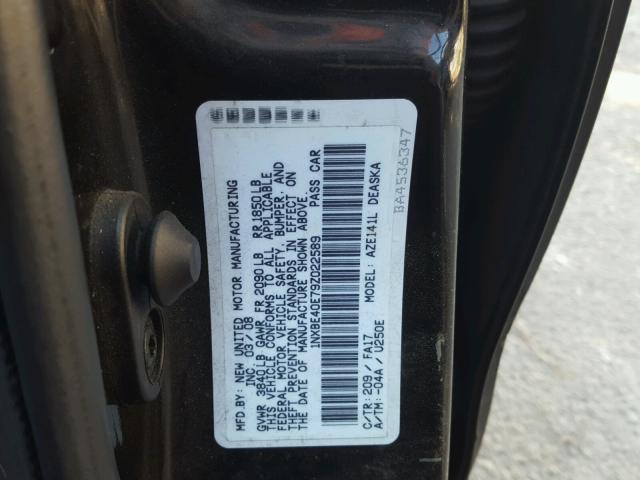 MFD BY: NEW UNITED MOTOR MANUFACTURING
INC. 03/08
GVWR 3840LB GAWR FR 2090LB RR1850LB
THIS VEHICLE CONFORMS TO ALL APPLICABLE
FEDERAL MOTOR VEHICLE SAFETY, BUMPER, AND
THEFT PREVENTION STANDARDS IN EFFECT ON
THE DATE OF MANUFACTURE SHOWN ABOVE.
1NXBE40E79Z022589 PASS CAR
C/TR: 209 / FA17 MODEL: AZE141L DEASKA
A/TM: -04A / U250E
BA4536347